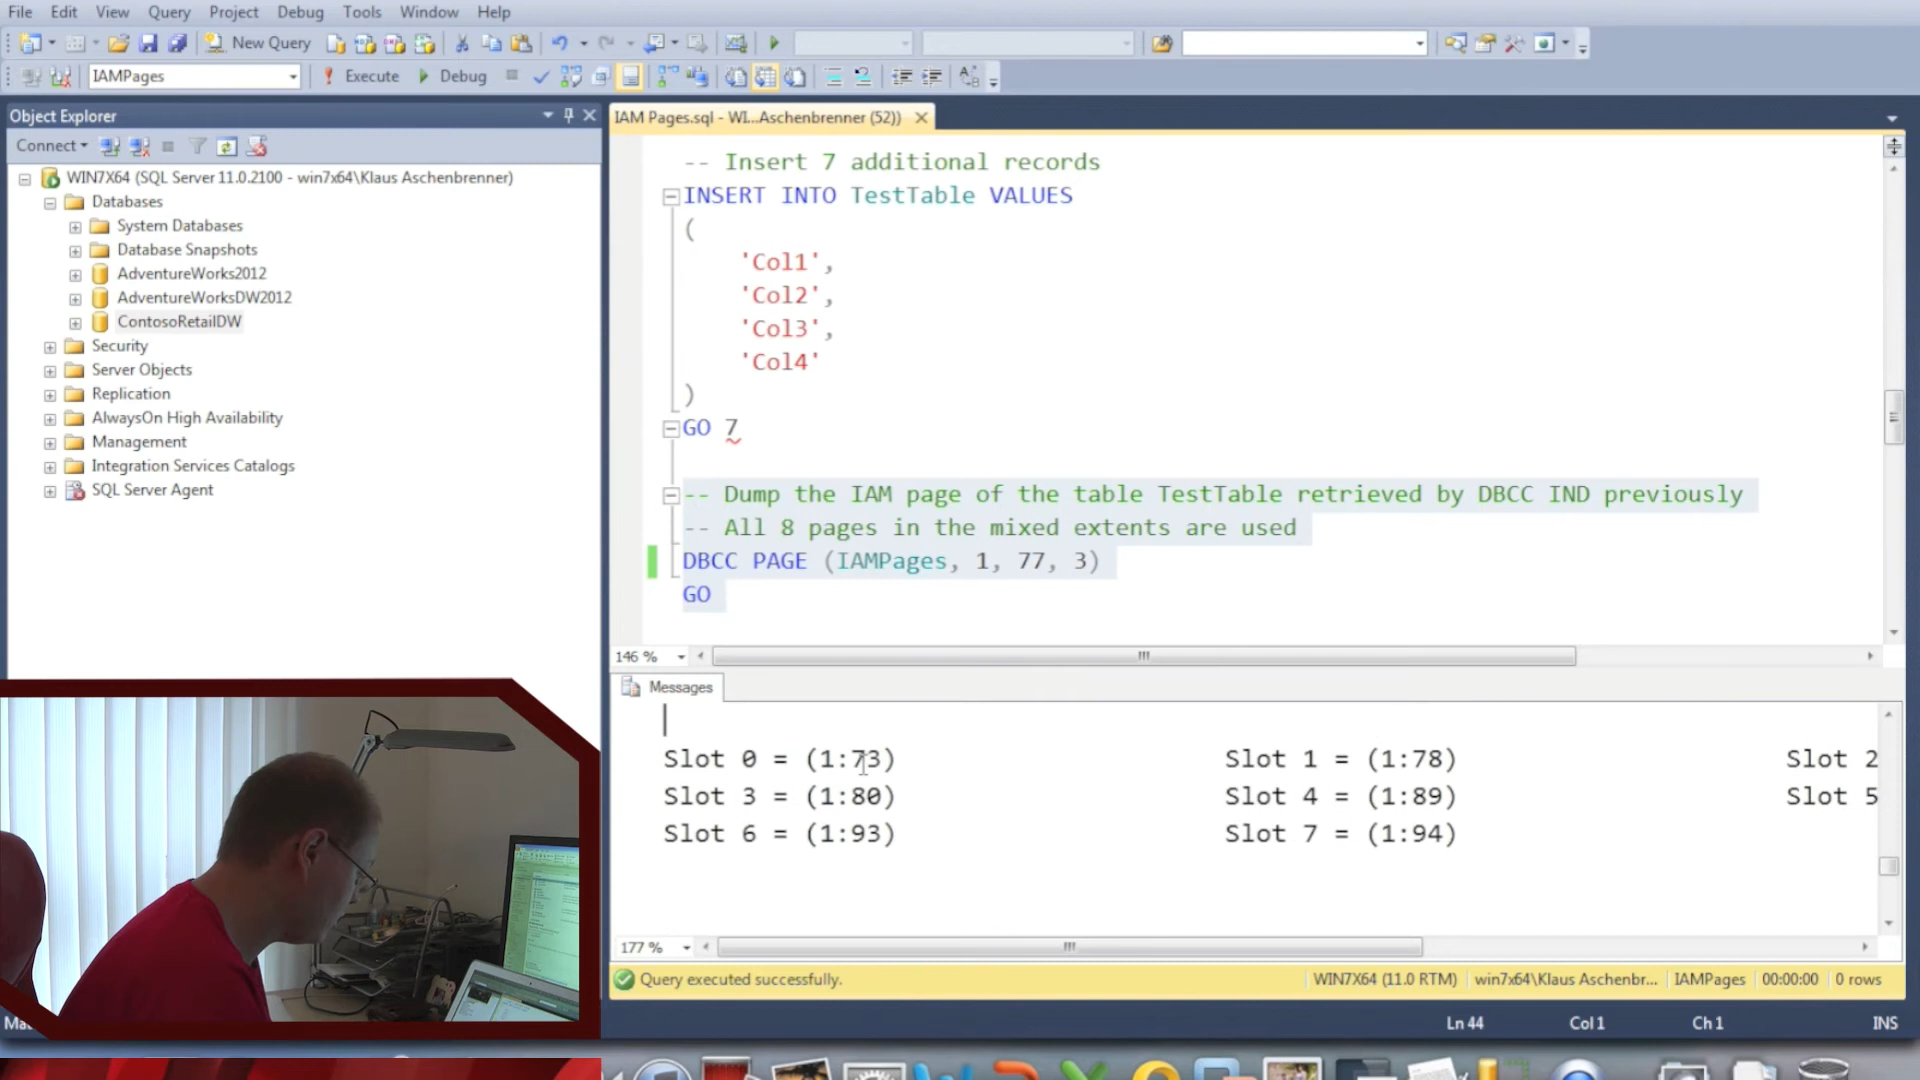 File Edit View Query Project Debug Tools Window Help
New Query
IAMPages Execute Debug
Object Explorer
Connect
WIN7X64 (SQL Server 11.0.2100 - win7x64\Klaus Aschenbrenner)
Databases
System Databases
Database Snapshots
AdventureWorks2012
AdventureWorksDW2012
ContosoRetailDW
Security
Server Objects
Replication
AlwaysOn High Availability
Management
Integration Services Catalogs
SQL Server Agent
IAM Pages.sql - WI...Aschenbrenner (52))
-- Insert 7 additional records
INSERT INTO TestTable VALUES
(
'Col1',
'Col2',
'Col3',
'Col4'
)
GO 7
-- Dump the IAM page of the table TestTable retrieved by DBCC IND previously
-- All 8 pages in the mixed extents are used
DBCC PAGE (IAMPages, 1, 77, 3)
GO
146 %
Messages
Slot 0 = (1:73) Slot 1 = (1:78) Slot 2
Slot 3 = (1:80) Slot 4 = (1:89) Slot 5
Slot 6 = (1:93) Slot 7 = (1:94)
177 %
Query executed successfully. WIN7X64 (11.0 RTM) win7x64\Klaus Aschenbr... IAMPages 00:00:00 0 rows
Ln 44 Col 1 Ch 1 INS